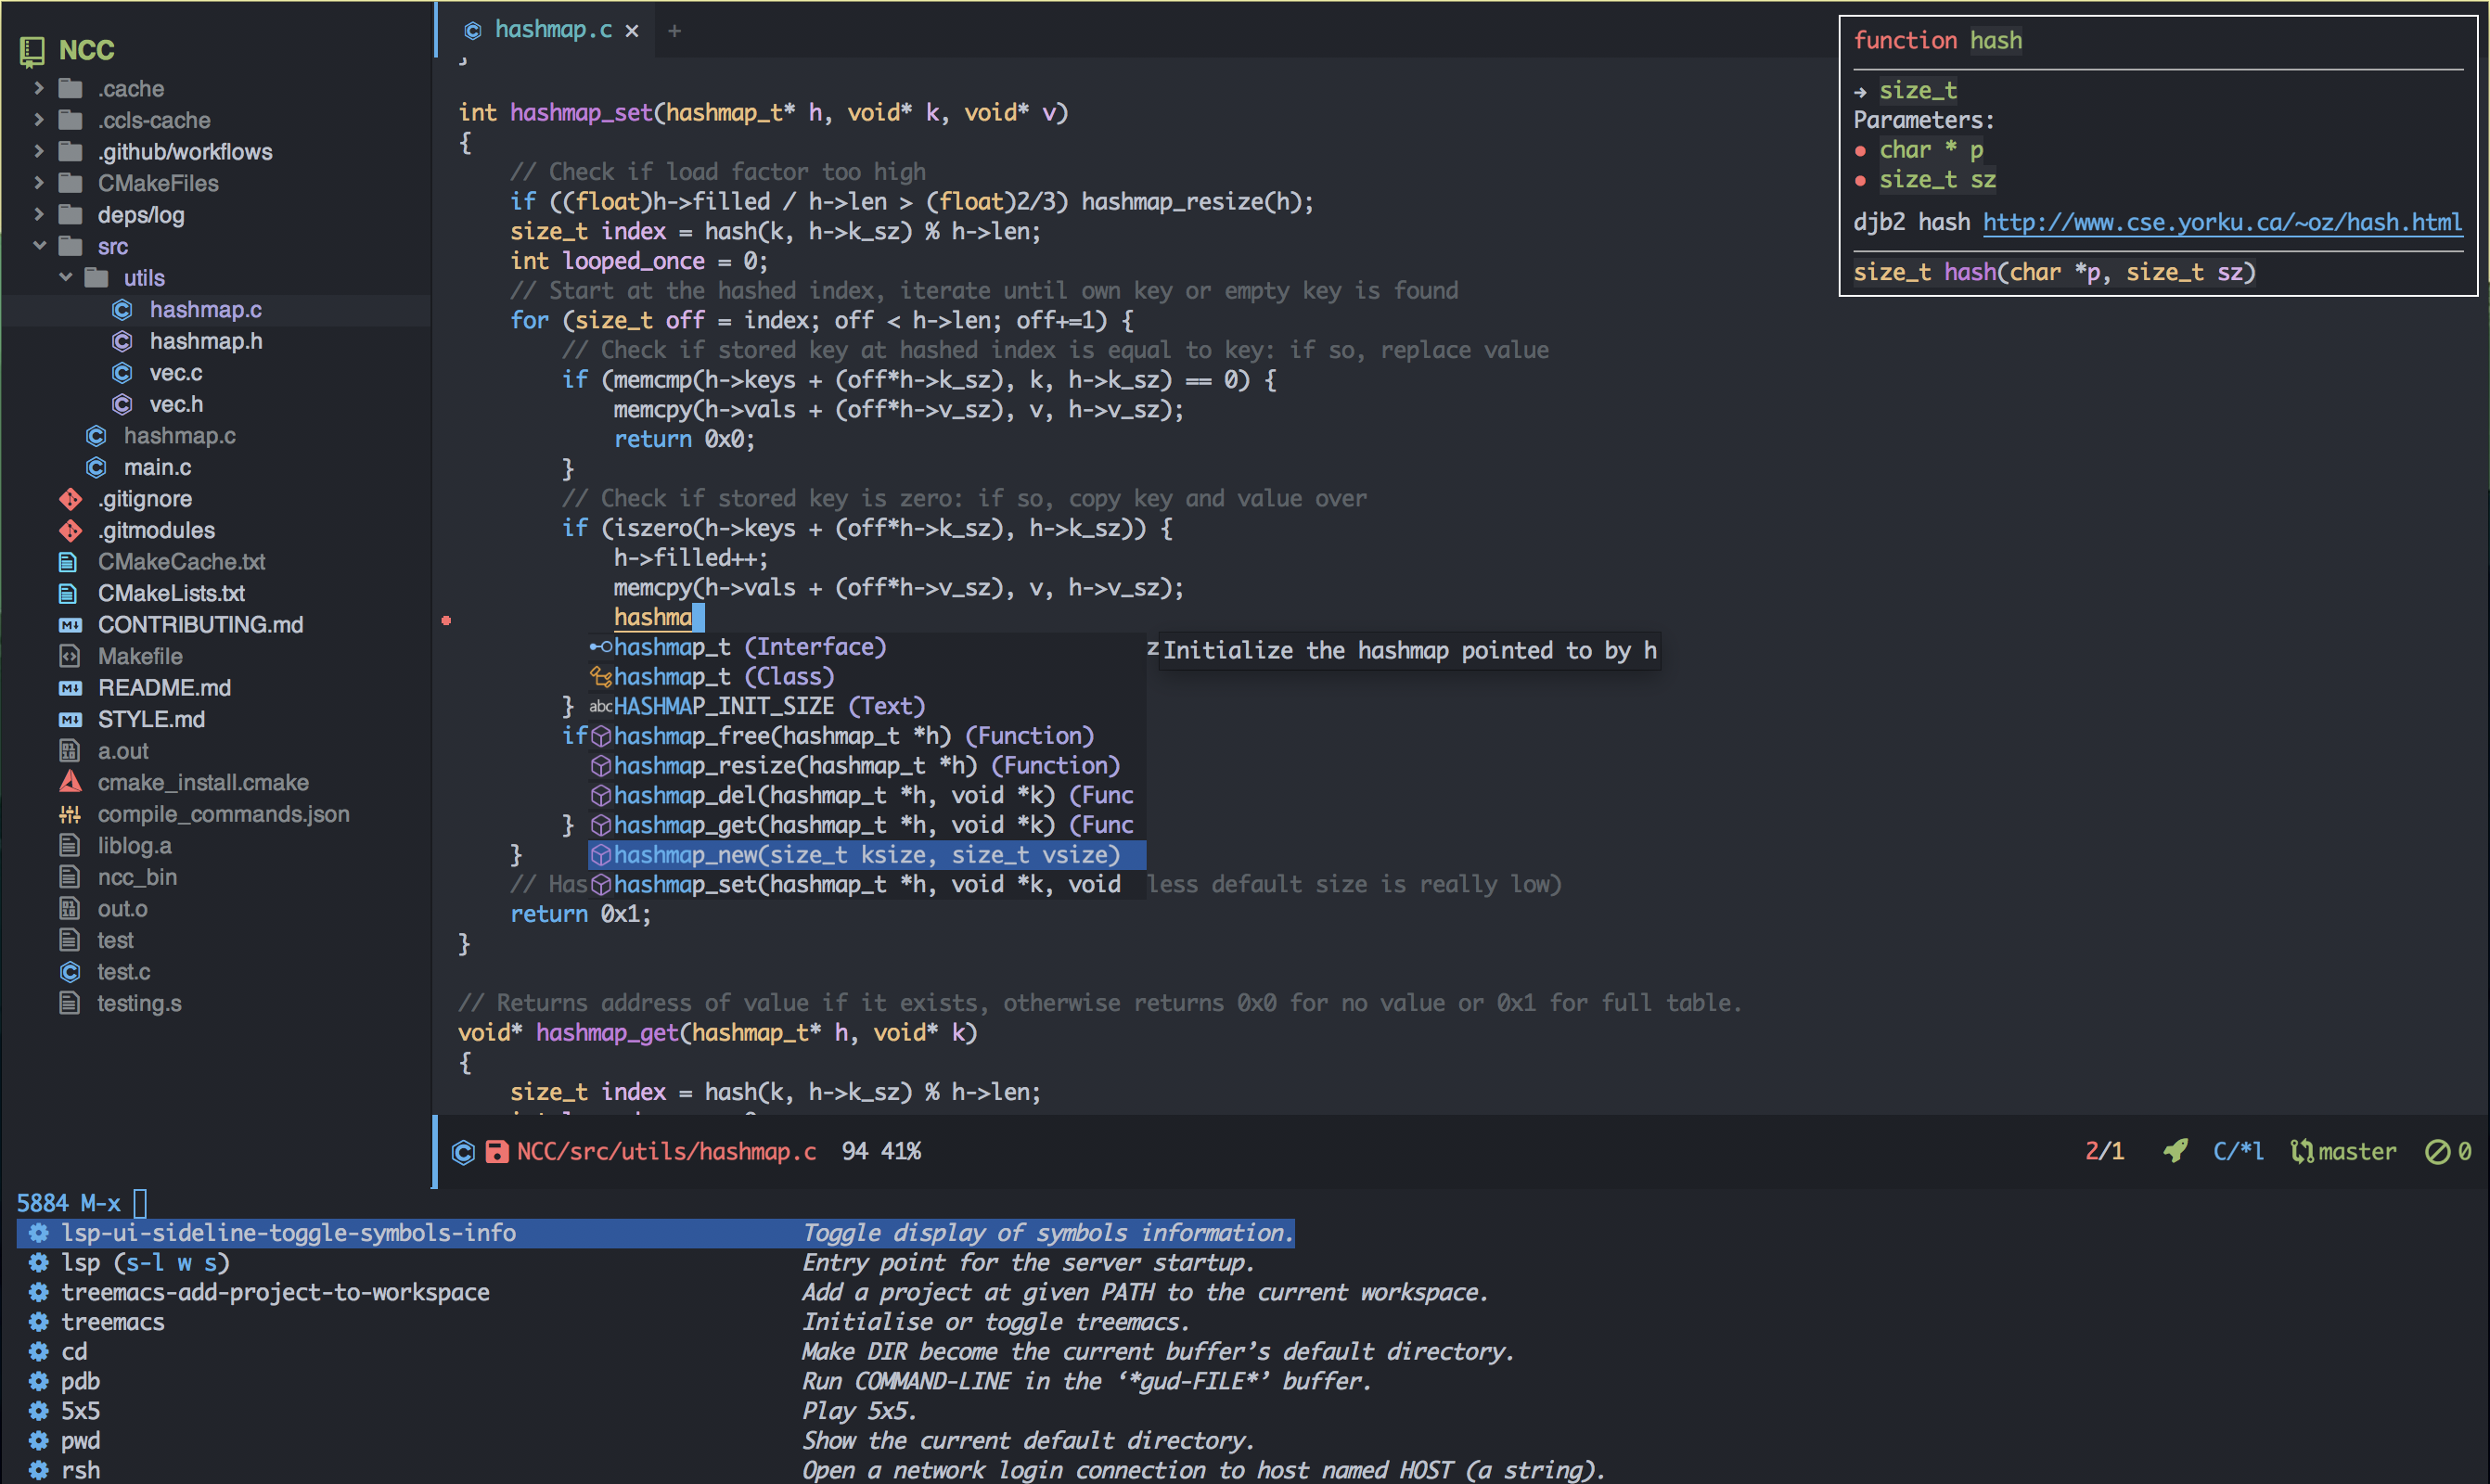 NCC
.cache
.ccls-cache
.github/workflows
CMakeFiles
deps/log
src
utils
hashmap.c
hashmap.h
vec.c
vec.h
hashmap.c
main.c
.gitignore
.gitmodules
CMakeCache.txt
CMakeLists.txt
CONTRIBUTING.md
Makefile
README.md
STYLE.md
a.out
cmake_install.cmake
compile_commands.json
liblog.a
ncc_bin
out.o
test
test.c
testing.s
hashmap.c × +
}
int hashmap_set(hashmap_t* h, void* k, void* v)
{
// Check if load factor too high
if ((float)h->filled / h->len > (float)2/3) hashmap_resize(h);
size_t index = hash(k, h->k_sz) % h->len;
int looped_once = 0;
// Start at the hashed index, iterate until own key or empty key is found
for (size_t off = index; off < h->len; off+=1) {
// Check if stored key at hashed index is equal to key: if so, replace value
if (memcmp(h->keys + (off*h->k_sz), k, h->k_sz) == 0) {
memcpy(h->vals + (off*h->v_sz), v, h->v_sz);
return 0x0;
}
// Check if stored key is zero: if so, copy key and value over
if (iszero(h->keys + (off*h->k_sz), h->k_sz)) {
h->filled++;
memcpy(h->vals + (off*h->v_sz), v, h->v_sz);
hashma
hashmap_t (Interface) z Initialize the hashmap pointed to by h
hashmap_t (Class)
} abc HASHMAP_INIT_SIZE (Text)
if hashmap_free(hashmap_t *h) (Function)
hashmap_resize(hashmap_t *h) (Function)
hashmap_del(hashmap_t *h, void *k) (Func
} hashmap_get(hashmap_t *h, void *k) (Func
} hashmap_new(size_t ksize, size_t vsize)
// Has hashmap_set(hashmap_t *h, void *k, void less default size is really low)
return 0x1;
}
// Returns address of value if it exists, otherwise returns 0x0 for no value or 0x1 for full table.
void* hashmap_get(hashmap_t* h, void* k)
{
size_t index = hash(k, h->k_sz) % h->len;
function hash
→ size_t
Parameters:
• char * p
• size_t sz
djb2 hash http://www.cse.yorku.ca/~oz/hash.html
size_t hash(char *p, size_t sz)
NCC/src/utils/hashmap.c 94 41% 2/1 C/*l master 0
5884 M-x
lsp-ui-sideline-toggle-symbols-info Toggle display of symbols information.
lsp (s-l w s) Entry point for the server startup.
treemacs-add-project-to-workspace Add a project at given PATH to the current workspace.
treemacs Initialise or toggle treemacs.
cd Make DIR become the current buffer’s default directory.
pdb Run COMMAND-LINE in the ‘*gud-FILE*’ buffer.
5x5 Play 5x5.
pwd Show the current default directory.
rsh Open a network login connection to host named HOST (a string).